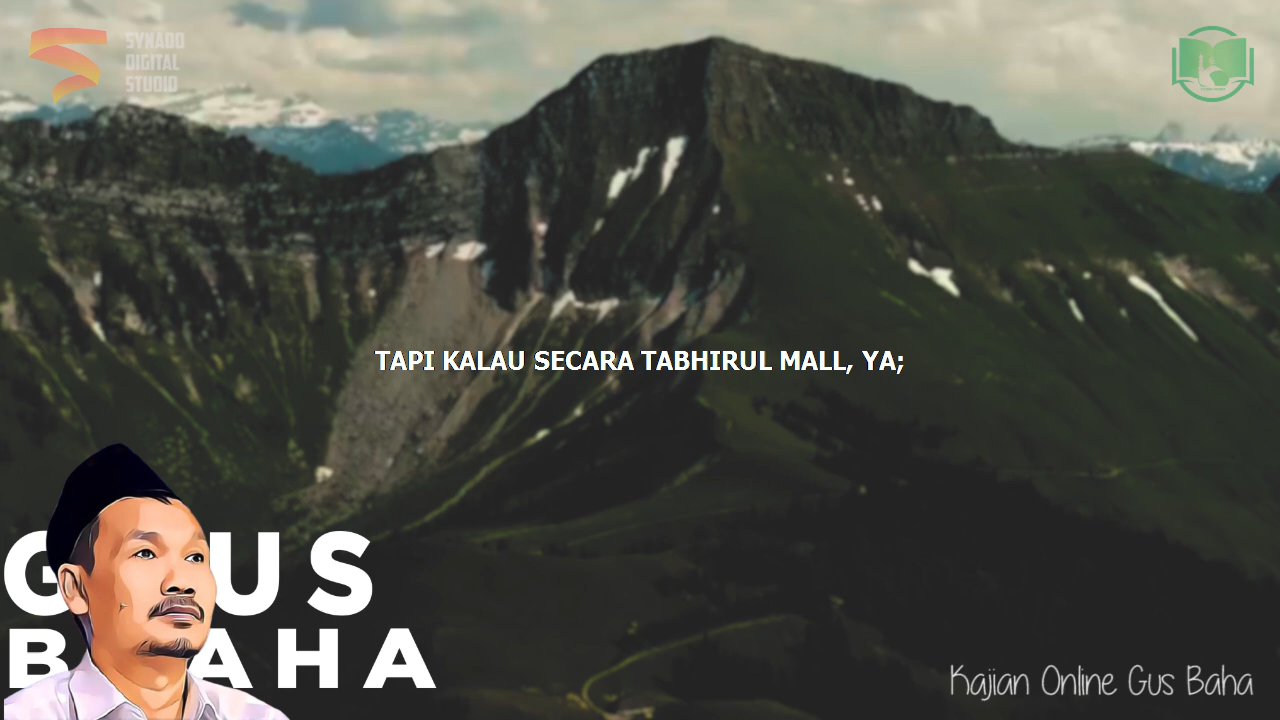 SYNADO
DIGITAL
STUDIO
TAPI KALAU SECARA TABHIRUL MALL, YA;
GUS
BAHA
Kajian Online Gus Baha